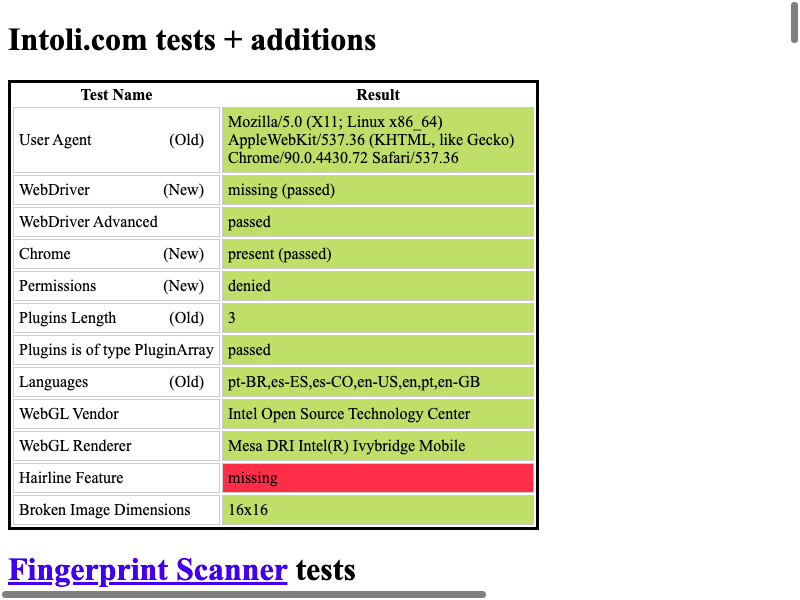 Intoli.com tests + additions
Test Name Result
User Agent (Old) Mozilla/5.0 (X11; Linux x86_64)
AppleWebKit/537.36 (KHTML, like Gecko)
Chrome/90.0.4430.72 Safari/537.36
WebDriver (New) missing (passed)
WebDriver Advanced passed
Chrome (New) present (passed)
Permissions (New) denied
Plugins Length (Old) 3
Plugins is of type PluginArray passed
Languages (Old) pt-BR,es-ES,es-CO,en-US,en,pt,en-GB
WebGL Vendor Intel Open Source Technology Center
WebGL Renderer Mesa DRI Intel(R) Ivybridge Mobile
Hairline Feature missing
Broken Image Dimensions 16x16
Fingerprint Scanner tests